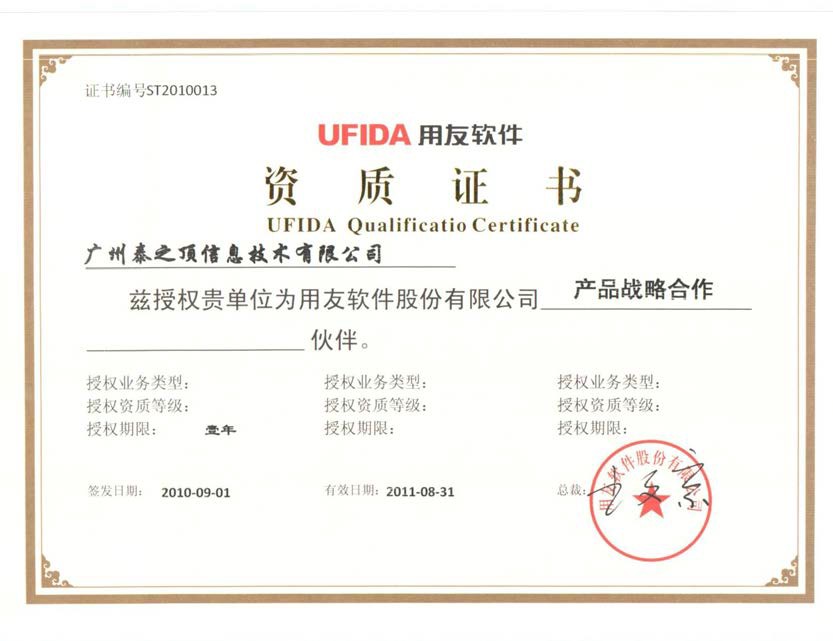 证书编号ST2010013
UFIDA 用友软件
资 质 证 书
UFIDA Qualificatio Certificate
广州泰之顶信息技术有限公司
兹授权贵单位为用友软件股份有限公司 产品战略合作
伙伴。
授权业务类型: 授权业务类型: 授权业务类型:
授权资质等级: 授权资质等级: 授权资质等级:
授权期限: 壹年 授权期限: 授权期限:
签发日期: 2010-09-01 有效日期: 2011-08-31 总裁:
用友软件股份有限公司